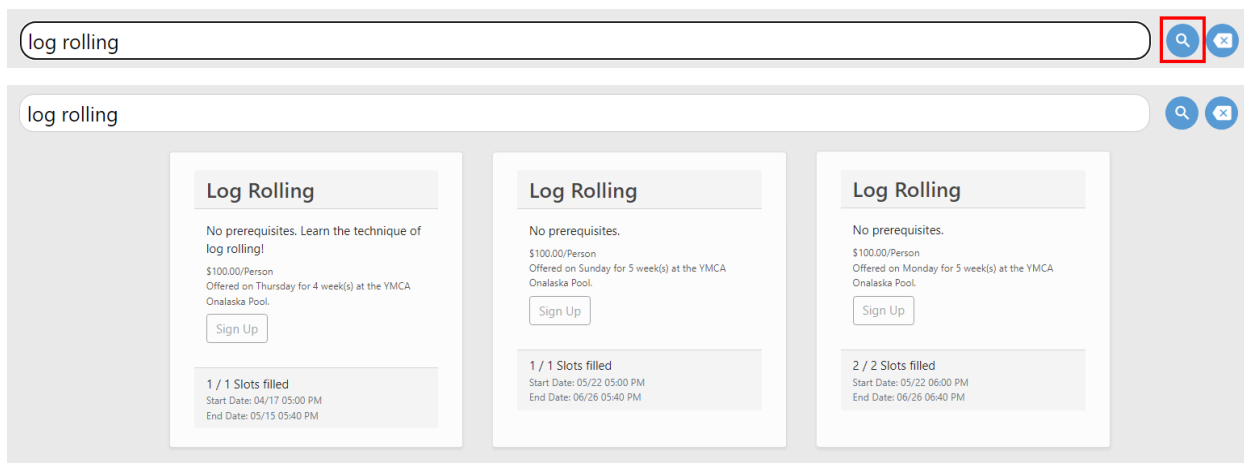 log rolling
log rolling
Log Rolling
No prerequisites. Learn the technique of
log rolling!
$100.00/Person
Offered on Thursday for 4 week(s) at the YMCA
Onalaska Pool.
Sign Up
1 / 1 Slots filled
Start Date: 04/17 05:00 PM
End Date: 05/15 05:40 PM
Log Rolling
No prerequisites.
$100.00/Person
Offered on Sunday for 5 week(s) at the YMCA
Onalaska Pool.
Sign Up
1 / 1 Slots filled
Start Date: 05/22 05:00 PM
End Date: 06/26 05:40 PM
Log Rolling
No prerequisites.
$100.00/Person
Offered on Monday for 5 week(s) at the YMCA
Onalaska Pool.
Sign Up
2 / 2 Slots filled
Start Date: 05/22 06:00 PM
End Date: 06/26 06:40 PM